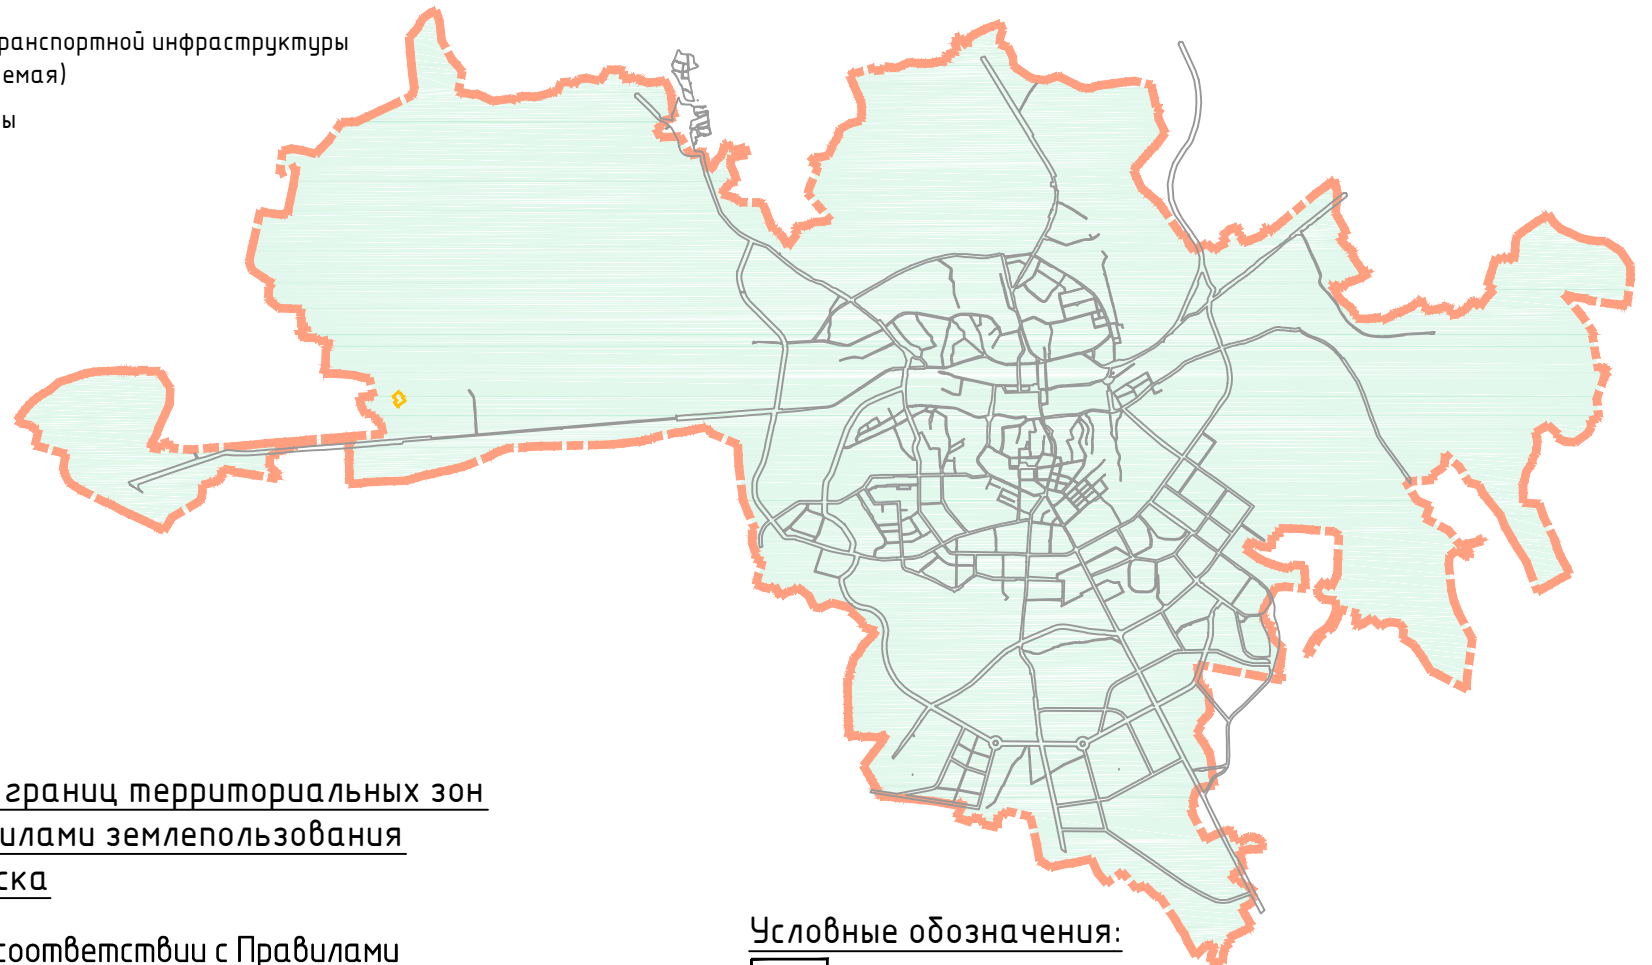 ранспортной инфраструктуры
емая)
ы
границ территориальных зон
илами землепользования
ска
соответствии с Правилами
Условные обозначения: